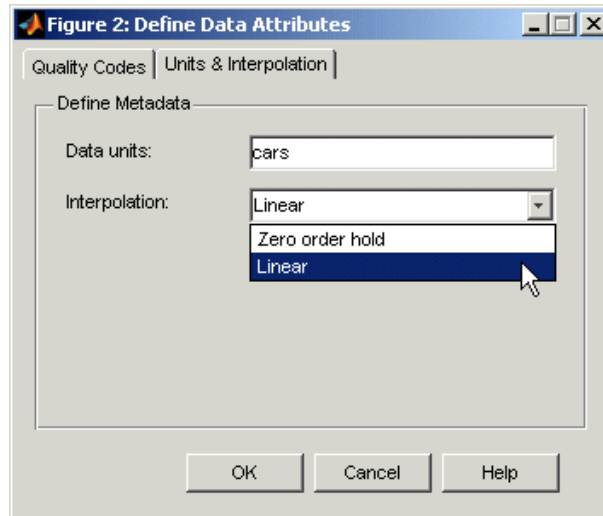 Figure 2: Define Data Attributes
Quality Codes Units & Interpolation
Define Metadata
Data units: cars
Interpolation: Linear
Zero order hold
Linear
OK Cancel Help